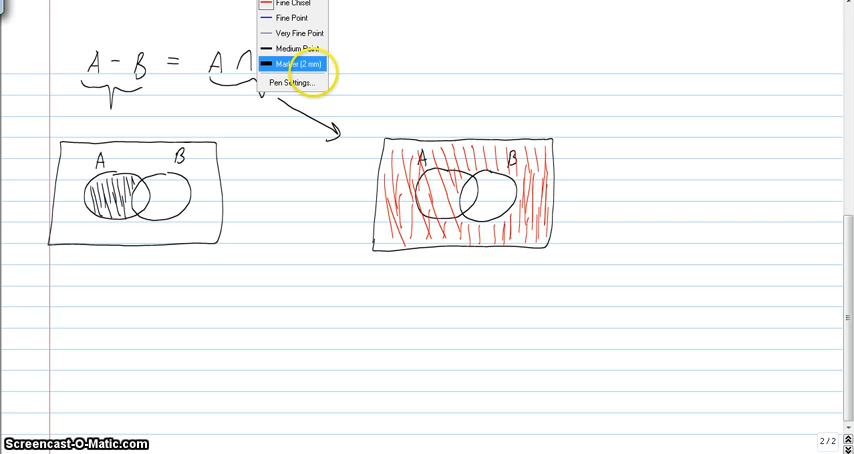 Fine Chisel
Fine Point
Very Fine Point
Medium Point
Marker (2 mm)
Pen Settings...
A - B = A ∩
A B
A B
2 / 2
Screencast-O-Matic.com